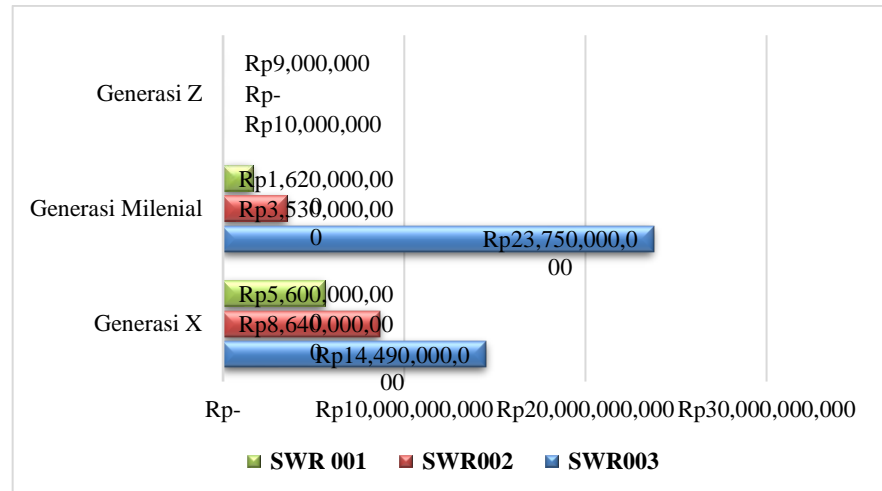 Generasi Z
Rp9,000,000
Rp-
Rp10,000,000
Generasi Milenial
Rp1,620,000,00
0
Rp3,530,000,00
0
Rp23,750,000,0
00
Generasi X
Rp5,600,000,00
0
Rp8,640,000,00
0
Rp14,490,000,0
00
Rp-
Rp10,000,000,000
Rp20,000,000,000
Rp30,000,000,000
SWR 001
SWR002
SWR003